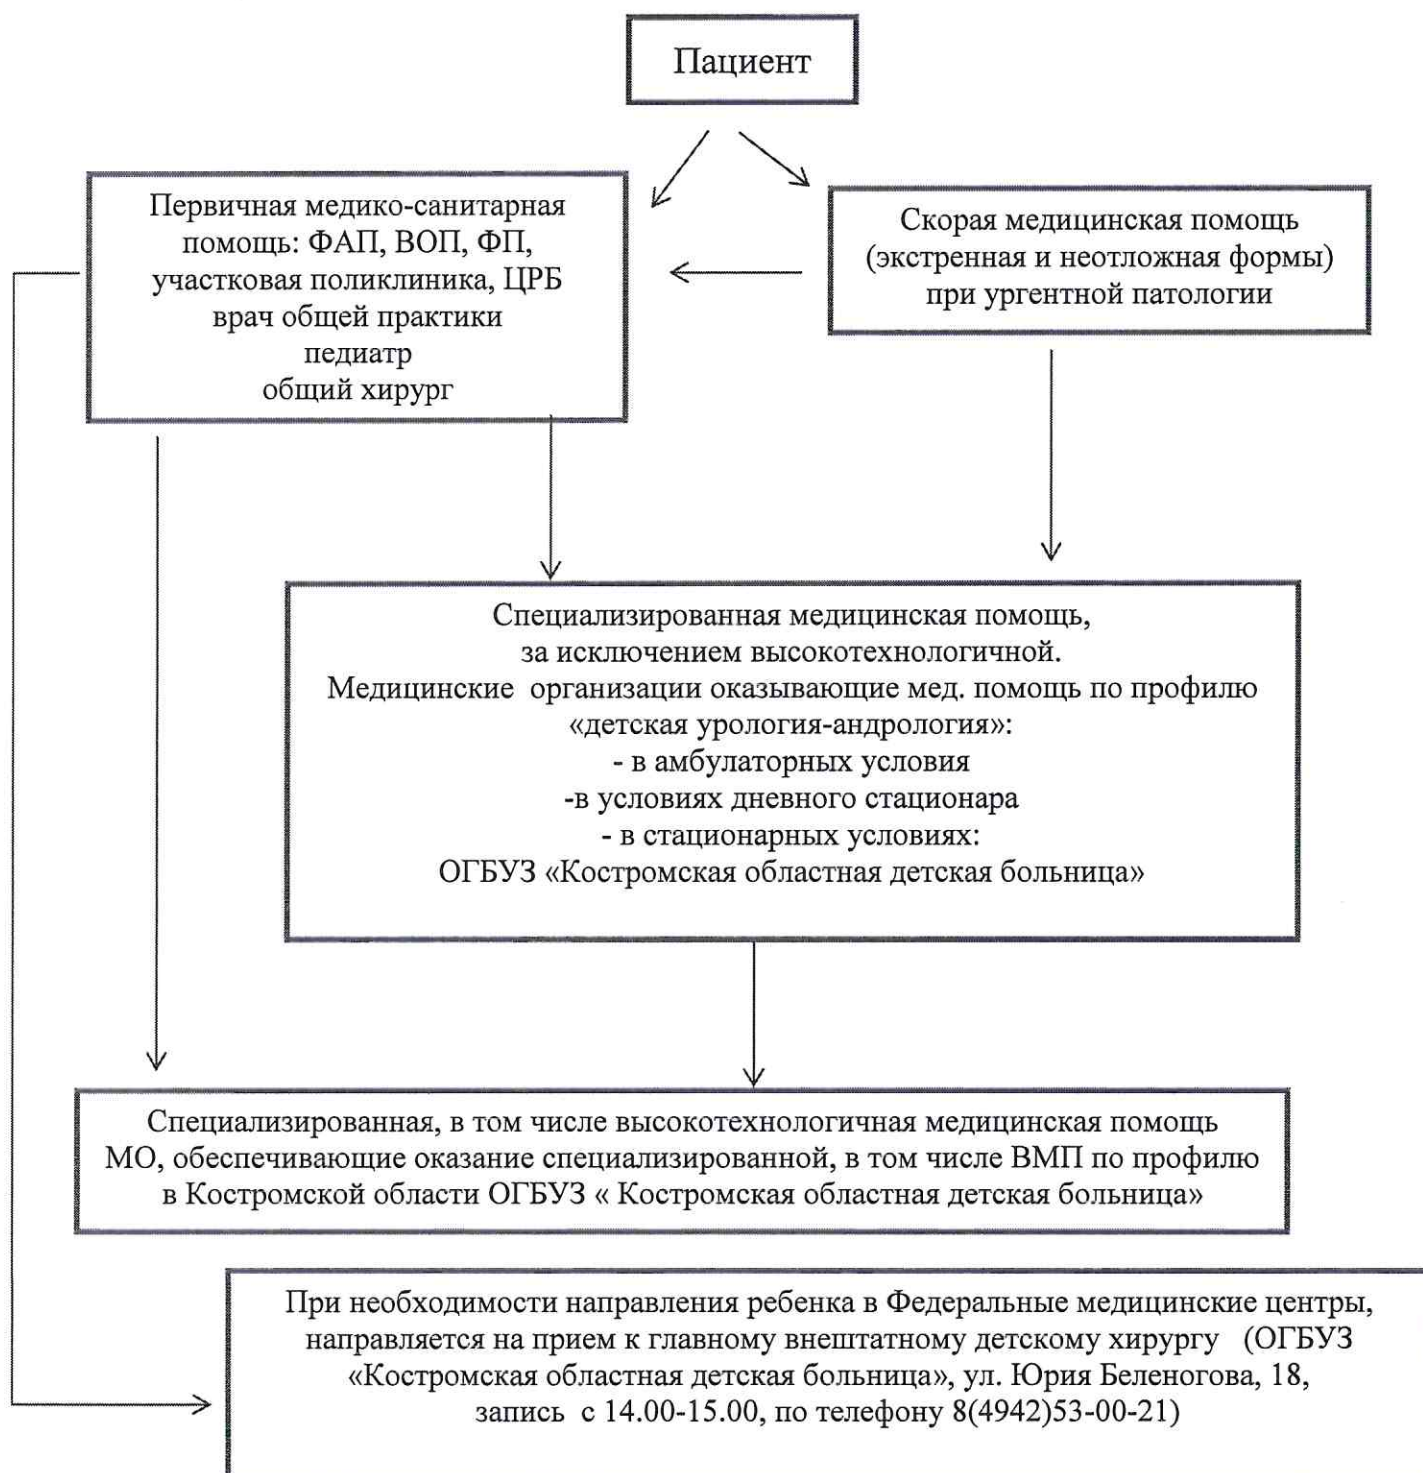 Пациент
Первичная медико-санитарная
помощь: ФАП, ВОП, ФП,
участковая поликлиника, ЦРБ
врач общей практики
педиатр
общий хирург
Скорая медицинская помощь
(экстренная и неотложная формы)
при ургентной патологии
Специализированная медицинская помощь,
за исключением высокотехнологичной.
Медицинские организации оказывающие мед. помощь по профилю
«детская урология-андрология»:
- в амбулаторных условия
-в условиях дневного стационара
- в стационарных условиях:
ОГБУЗ «Костромская областная детская больница»
Специализированная, в том числе высокотехнологичная медицинская помощь
МО, обеспечивающие оказание специализированной, в том числе ВМП по профилю
в Костромской области ОГБУЗ « Костромская областная детская больница»
При необходимости направления ребенка в Федеральные медицинские центры,
направляется на прием к главному внештатному детскому хирургу (ОГБУЗ
«Костромская областная детская больница», ул. Юрия Беленогова, 18,
запись с 14.00-15.00, по телефону 8(4942)53-00-21)